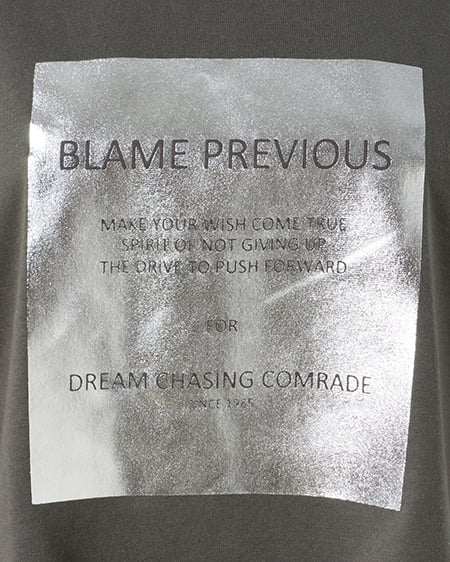 BLAME PREVIOUS
MAKE YOUR WISH COME TRUE
SPIRIT OF NOT GIVING UP
THE DRIVE TO PUSH FORWARD
FOR
DREAM CHASING COMRADE
SINCE 1985